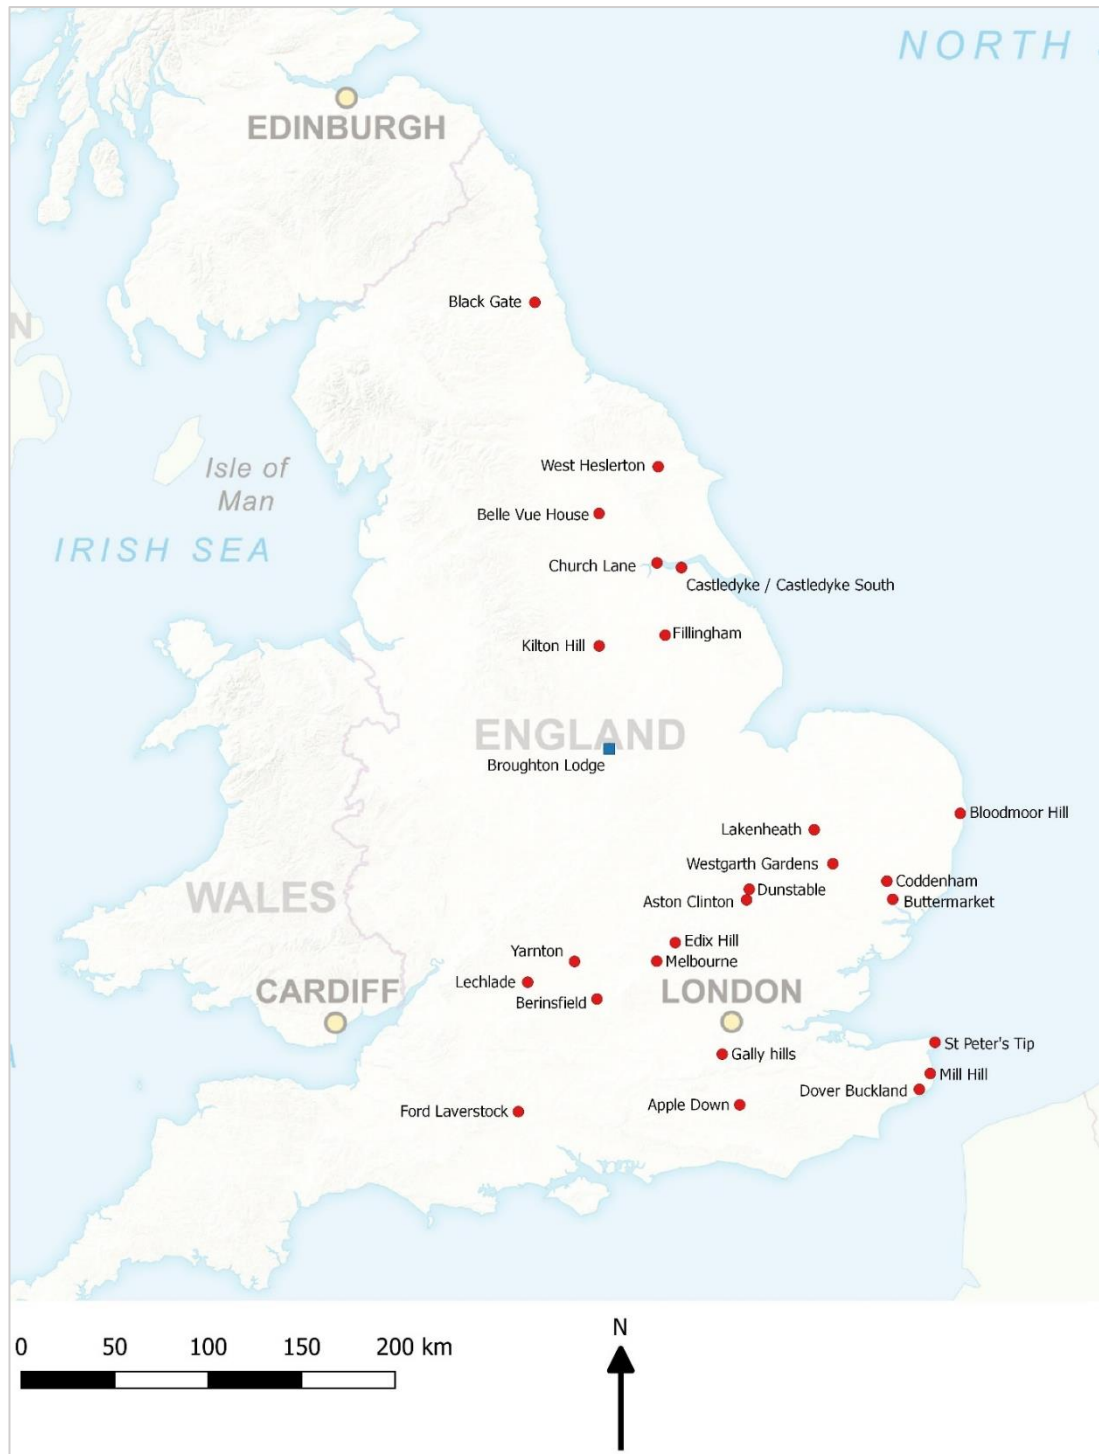 NORTH
EDINBURGH
Black Gate
N
West Heslerton
Isle of
Man
Belle Vue House
IRISH SEA
Church Lane
Castledyke / Castledyke South
Fillingham
Kilton Hill
ENGLAND
Broughton Lodge
Bloodmoor Hill
Lakenheath
Westgarth Gardens
Coddenham
WALES
Dunstable
Aston Clinton
Buttermarket
Edix Hill
Yarnton
Melbourne
Lechlade
CARDIFF
LONDON
Berinsfield
St Peter's Tip
Gally hills
Mill Hill
Dover Buckland
Ford Laverstock
Apple Down
N
0 50 100 150 200 km